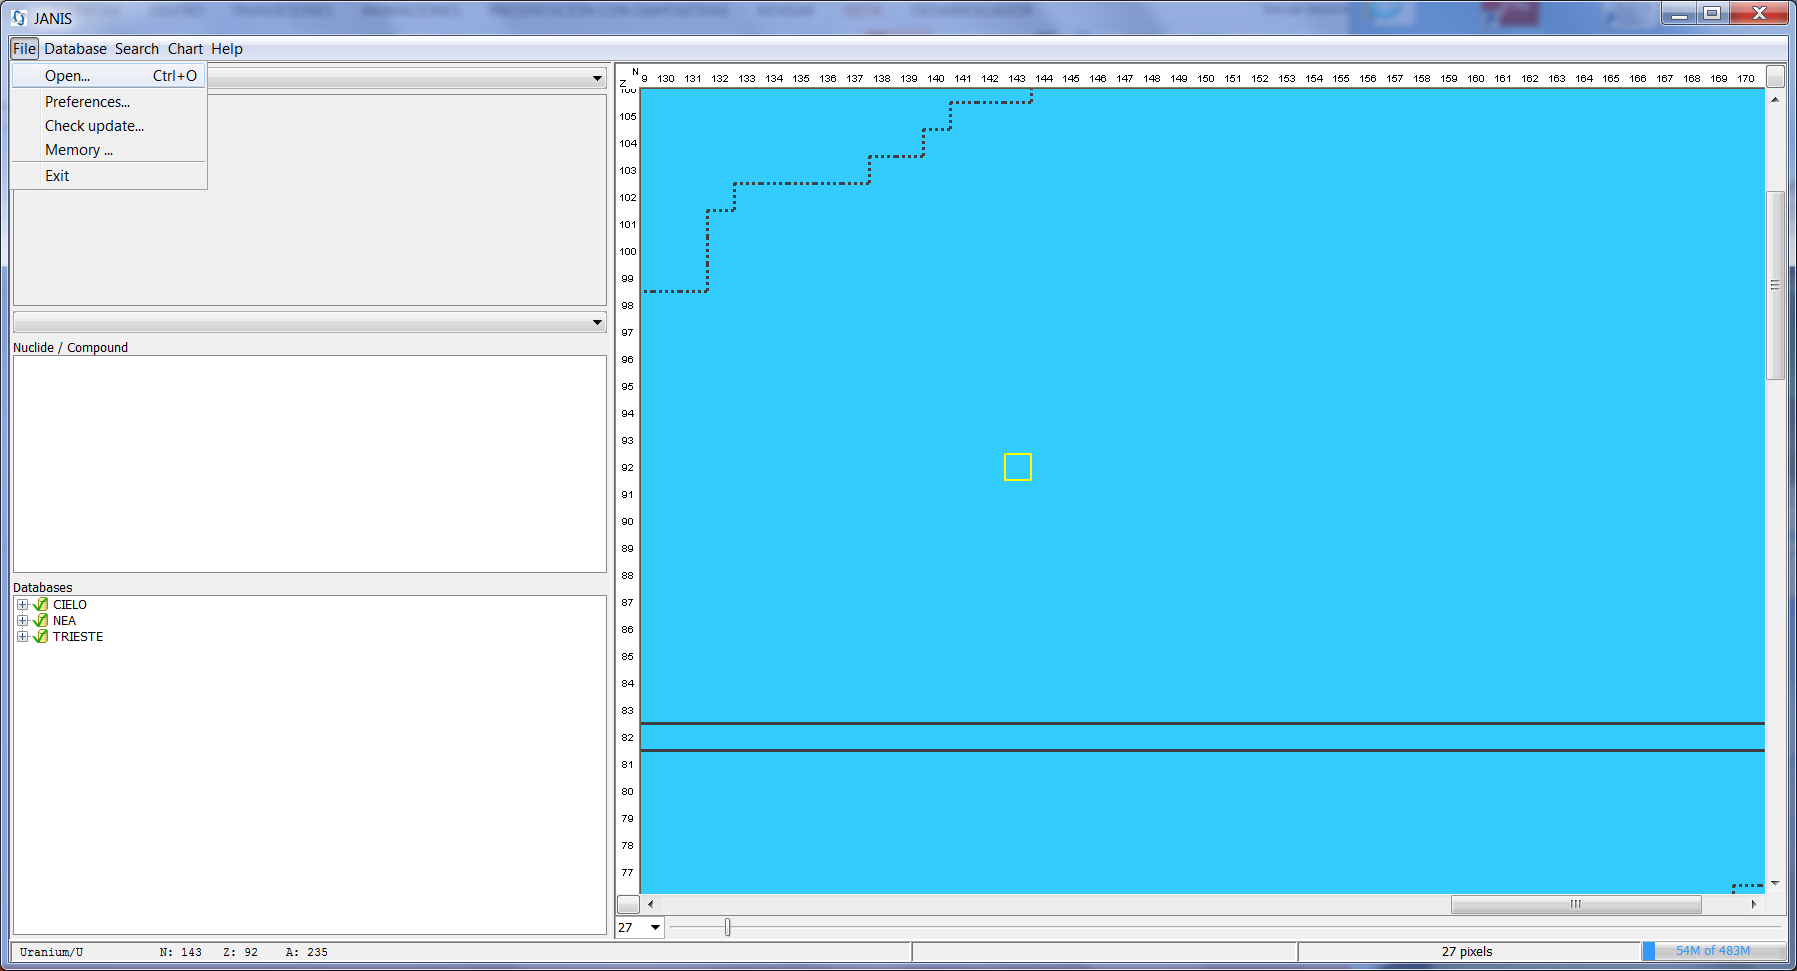 JANIS
File Database Search Chart Help
Open... Ctrl+O
Preferences...
Check update...
Memory ...
Exit
Nuclide / Compound
Databases
CIELO
NEA
TRIESTE
N
Z
9 130 131 132 133 134 135 136 137 138 139 140 141 142 143 144 145 146 147 148 149 150 151 152 153 154 155 156 157 158 159 160 161 162 163 164 165 166 167 168 169 170
105
104
103
102
101
100
99
98
97
96
95
94
93
92
91
90
89
88
87
86
85
84
83
82
81
80
79
78
77
27
Uranium/U N: 143 Z: 92 A: 235
27 pixels
54M of 483M